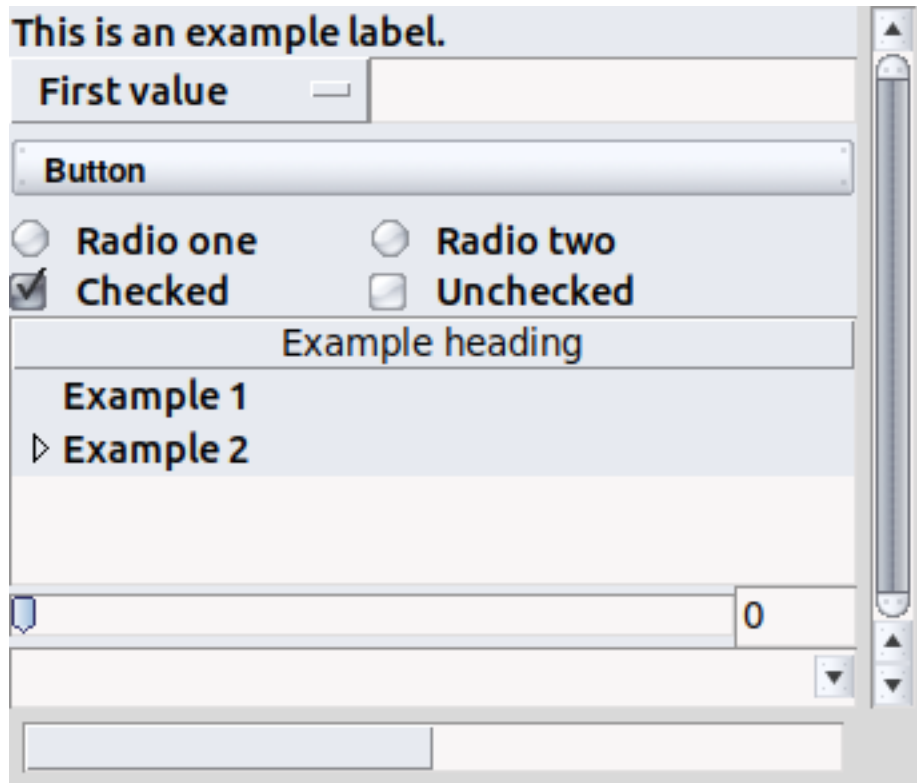 This is an example label.
First value
Button
Radio one Radio two
Checked Unchecked
Example heading
Example 1
Example 2
0